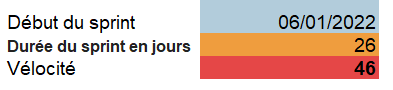 Début du sprint 06/01/2022
Durée du sprint en jours 26
Vélocité 46